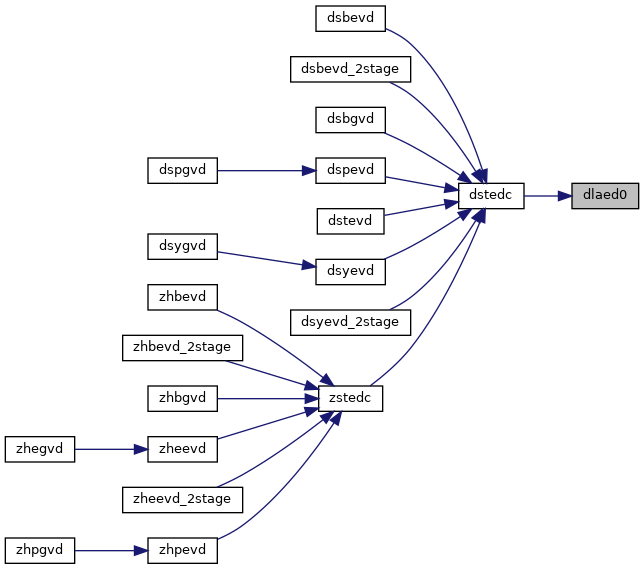 dsbevd
dsbevd_2stage
dsbgvd
dspgvd
dspevd
dstedc
dlaed0
dstevd
dsygvd
dsyevd
zhbevd
dsyevd_2stage
zhbevd_2stage
zhbgvd
zstedc
zhegvd
zheevd
zheevd_2stage
zhpgvd
zhpevd